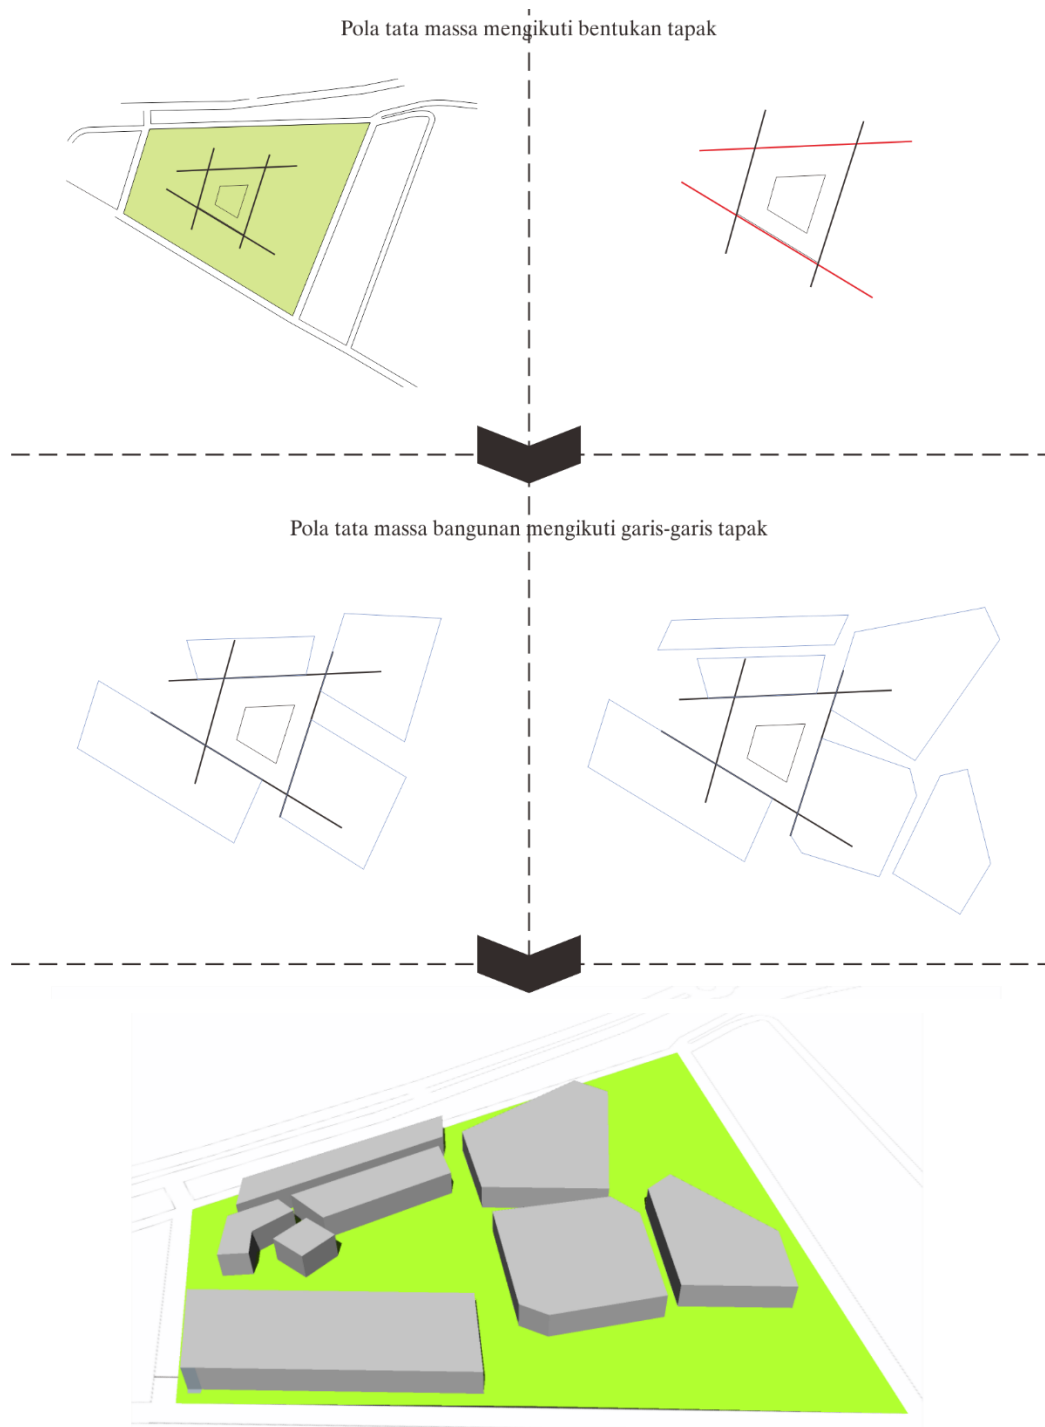 Pola tata massa mengikuti bentukan tapak
Pola tata massa bangunan mengikuti garis-garis tapak